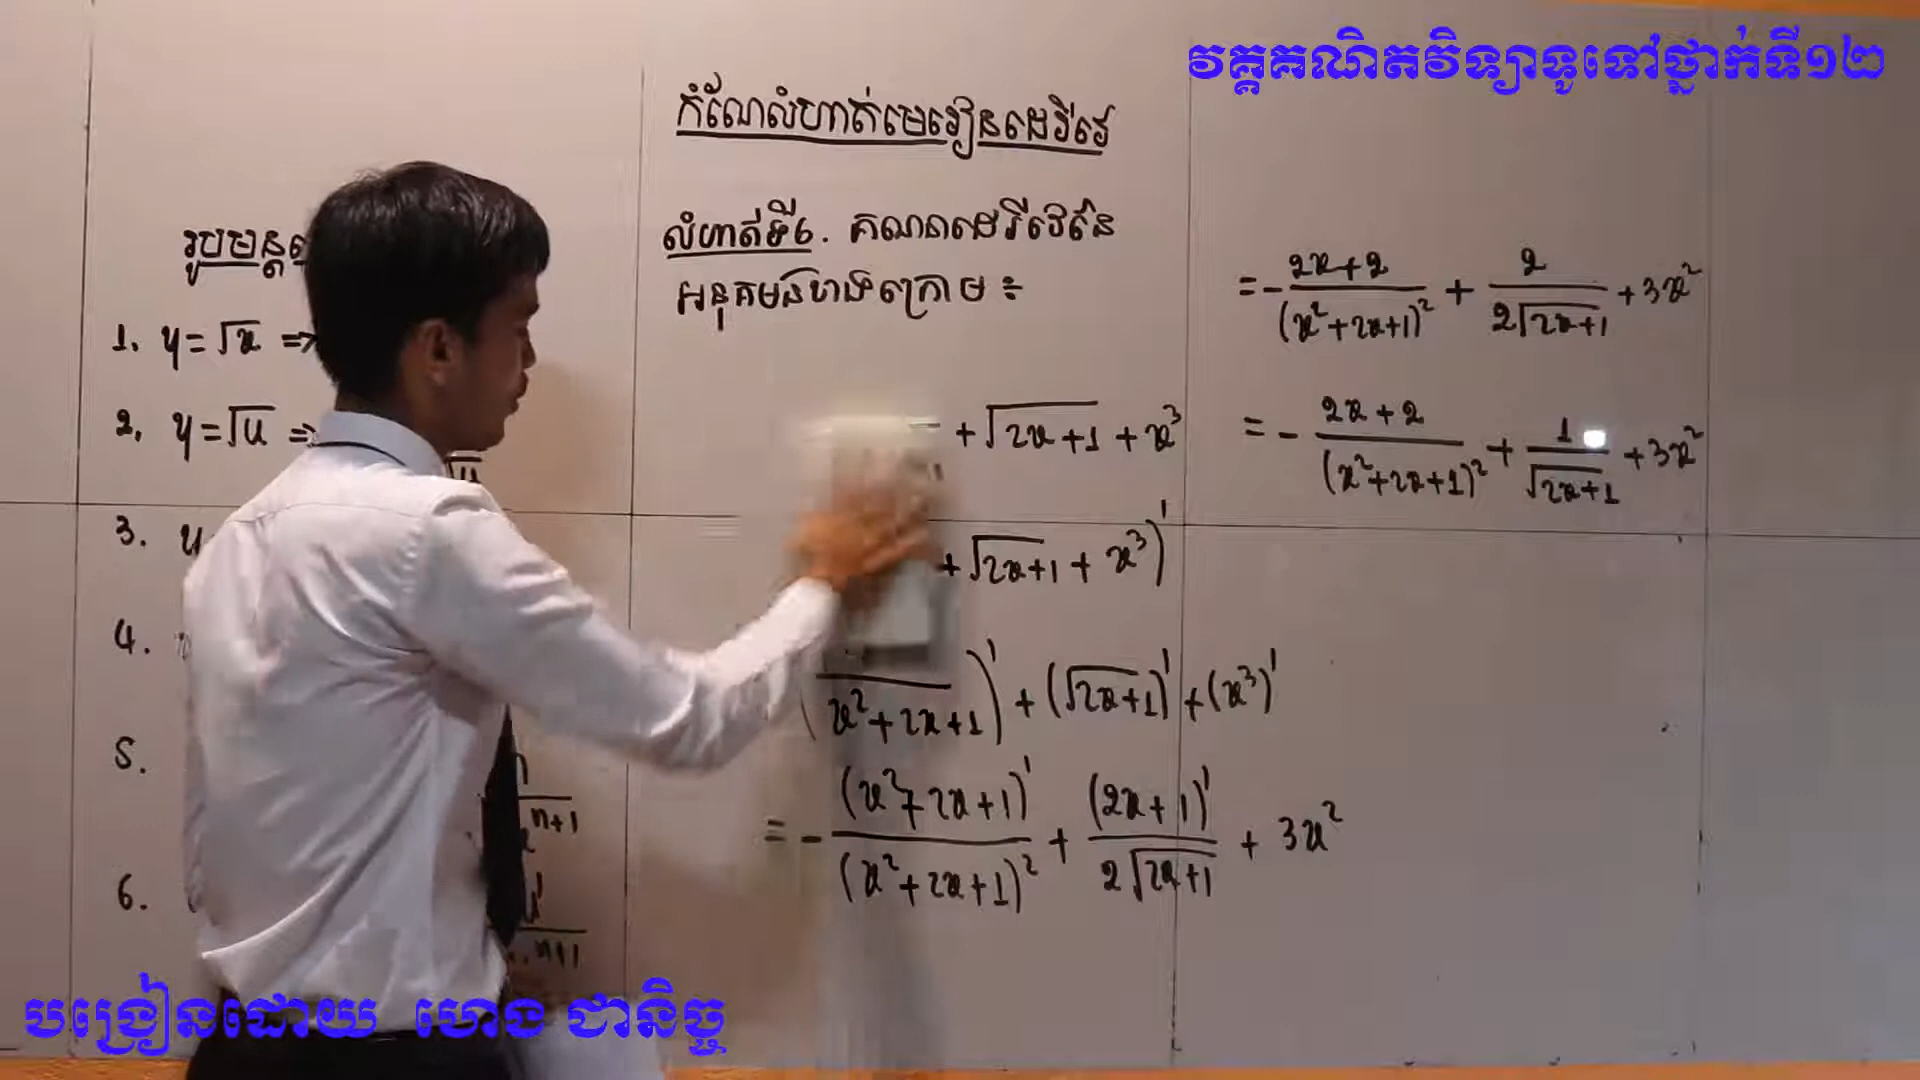 វគ្គគណិតវិទ្យាទូទៅថ្នាក់ទី១២
កំណែលំហាត់មេរៀនដេរីវេ
លំហាត់ទី៦. គណនាដេរីវេនៃ
អនុគមន៍ខាងក្រោម ៖
រូបមន្ត
1. y = √x ⇒
2. y = √u ⇒
3.
4.
5.
6.
+ √2x+1 + x³
+ √2x+1 + x³)'
x²+2x+1)' + (√2x+1)' + (x³)'
= - (x²+2x+1)' / (x²+2x+1)² + (2x+1)' / 2√2x+1 + 3x²
= - 2x+2 / (x²+2x+1)² + 2 / 2√2x+1 + 3x²
= - 2x+2 / (x²+2x+1)² + 1 / √2x+1 + 3x²
បង្រៀនដោយ ហេង ជានិច្ច